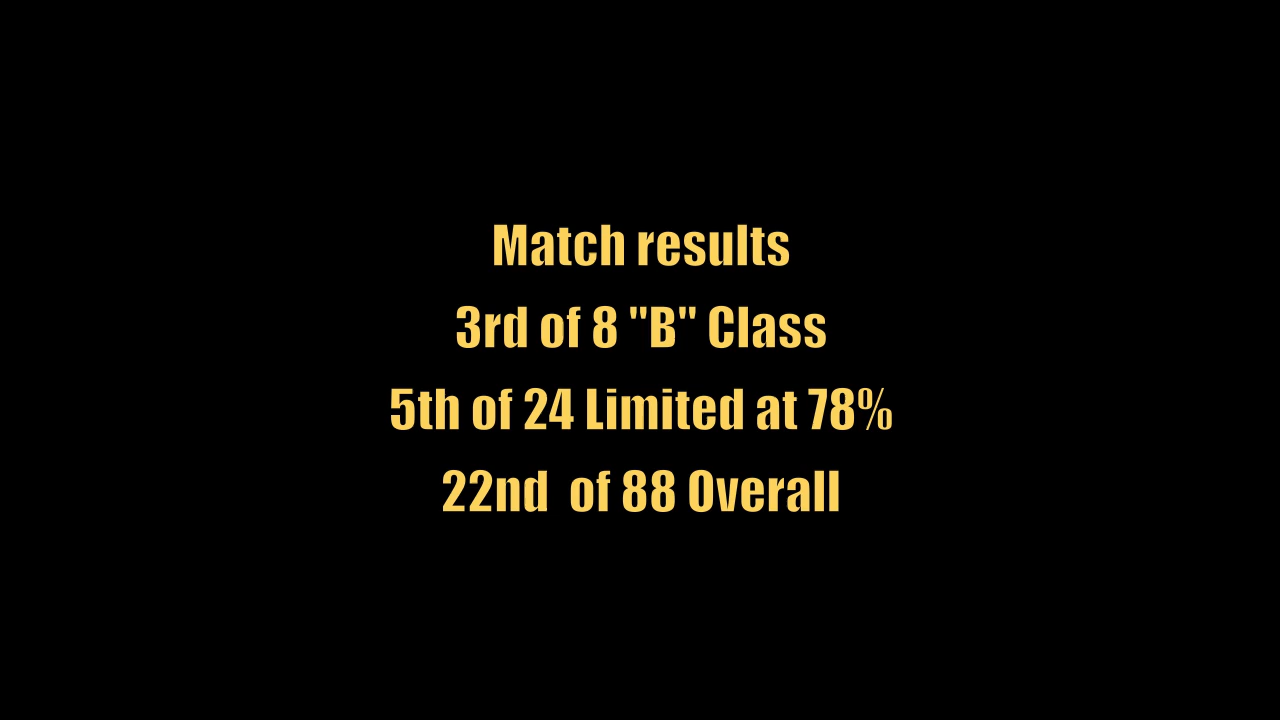 Match results
3rd of 8 "B" Class
5th of 24 Limited at 78%
22nd  of 88 Overall